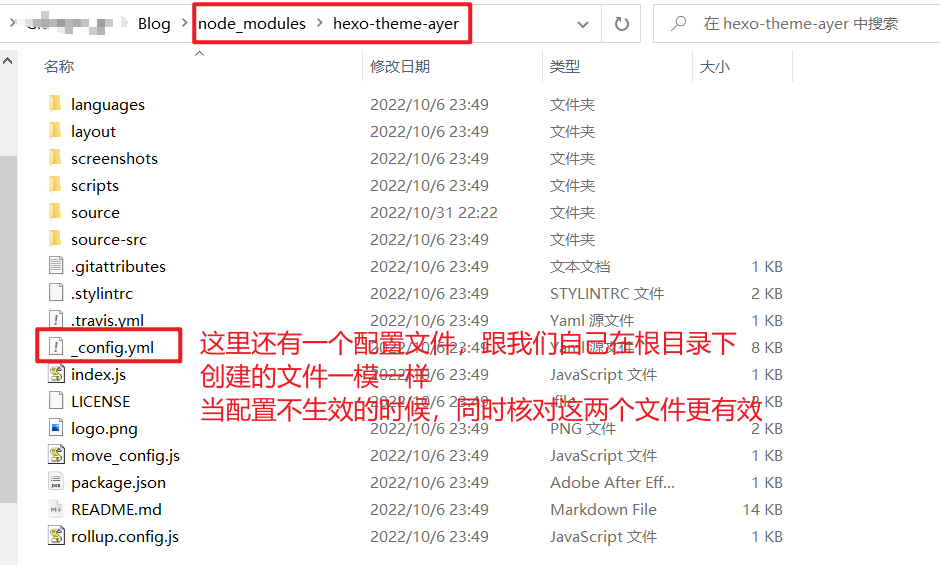 Blog > node_modules > hexo-theme-ayer
在 hexo-theme-ayer 中搜索
名称 修改日期 类型 大小
languages 2022/10/6 23:49 文件夹
layout 2022/10/6 23:49 文件夹
screenshots 2022/10/6 23:49 文件夹
scripts 2022/10/6 23:49 文件夹
source 2022/10/31 22:22 文件夹
source-src 2022/10/6 23:49 文件夹
.gitattributes 2022/10/6 23:49 文本文档 1 KB
.stylintrc 2022/10/6 23:49 STYLINTRC 文件 2 KB
.travis.yml 2022/10/6 23:49 Yaml 源文件 1 KB
_config.yml 2022/10/6 23:49 Yaml 源文件 8 KB
这里还有一个配置文件，跟我们自己在根目录下
创建的文件一模一样
当配置不生效的时候，同时核对这两个文件更有效
index.js 2022/10/6 23:49 JavaScript 文件 1 KB
LICENSE 2022/10/6 23:49 文件 2 KB
logo.png 2022/10/6 23:49 PNG 文件 2 KB
move_config.js 2022/10/6 23:49 JavaScript 文件 1 KB
package.json 2022/10/6 23:49 Adobe After Eff... 1 KB
README.md 2022/10/6 23:49 Markdown File 14 KB
rollup.config.js 2022/10/6 23:49 JavaScript 文件 1 KB